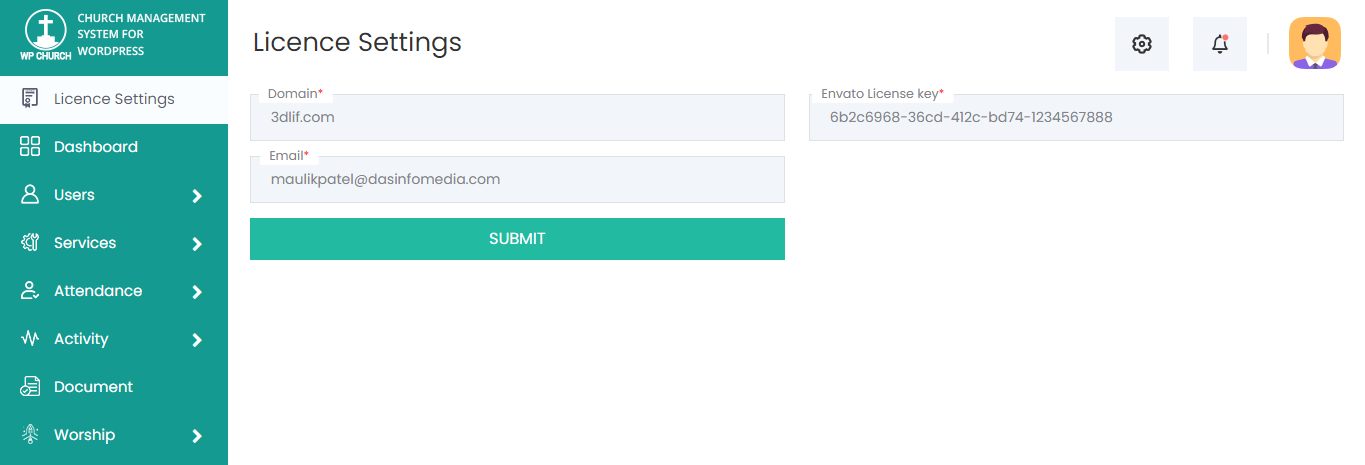 CHURCH MANAGEMENT
SYSTEM FOR
WORDPRESS
WP CHURCH
Licence Settings
Dashboard
Users
Services
Attendance
Activity
Document
Worship
Licence Settings
Domain*
3dlif.com
Envato License key*
6b2c6968-36cd-412c-bd74-1234567888
Email*
maulikpatel@dasinfomedia.com
SUBMIT